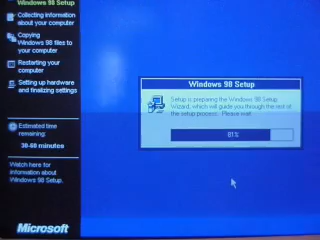 Windows 98 Setup
Collecting information
about your computer
Copying
Windows 98 files to
your computer
Restarting your
computer
Setting up hardware
and finalizing settings
Estimated time
remaining:
30-60 minutes
Watch here for
information about
Windows 98 Setup.
Microsoft
Windows 98 Setup
Setup is preparing the Windows 98 Setup
Wizard, which will guide you through the rest of
the setup process. Please wait.
81%